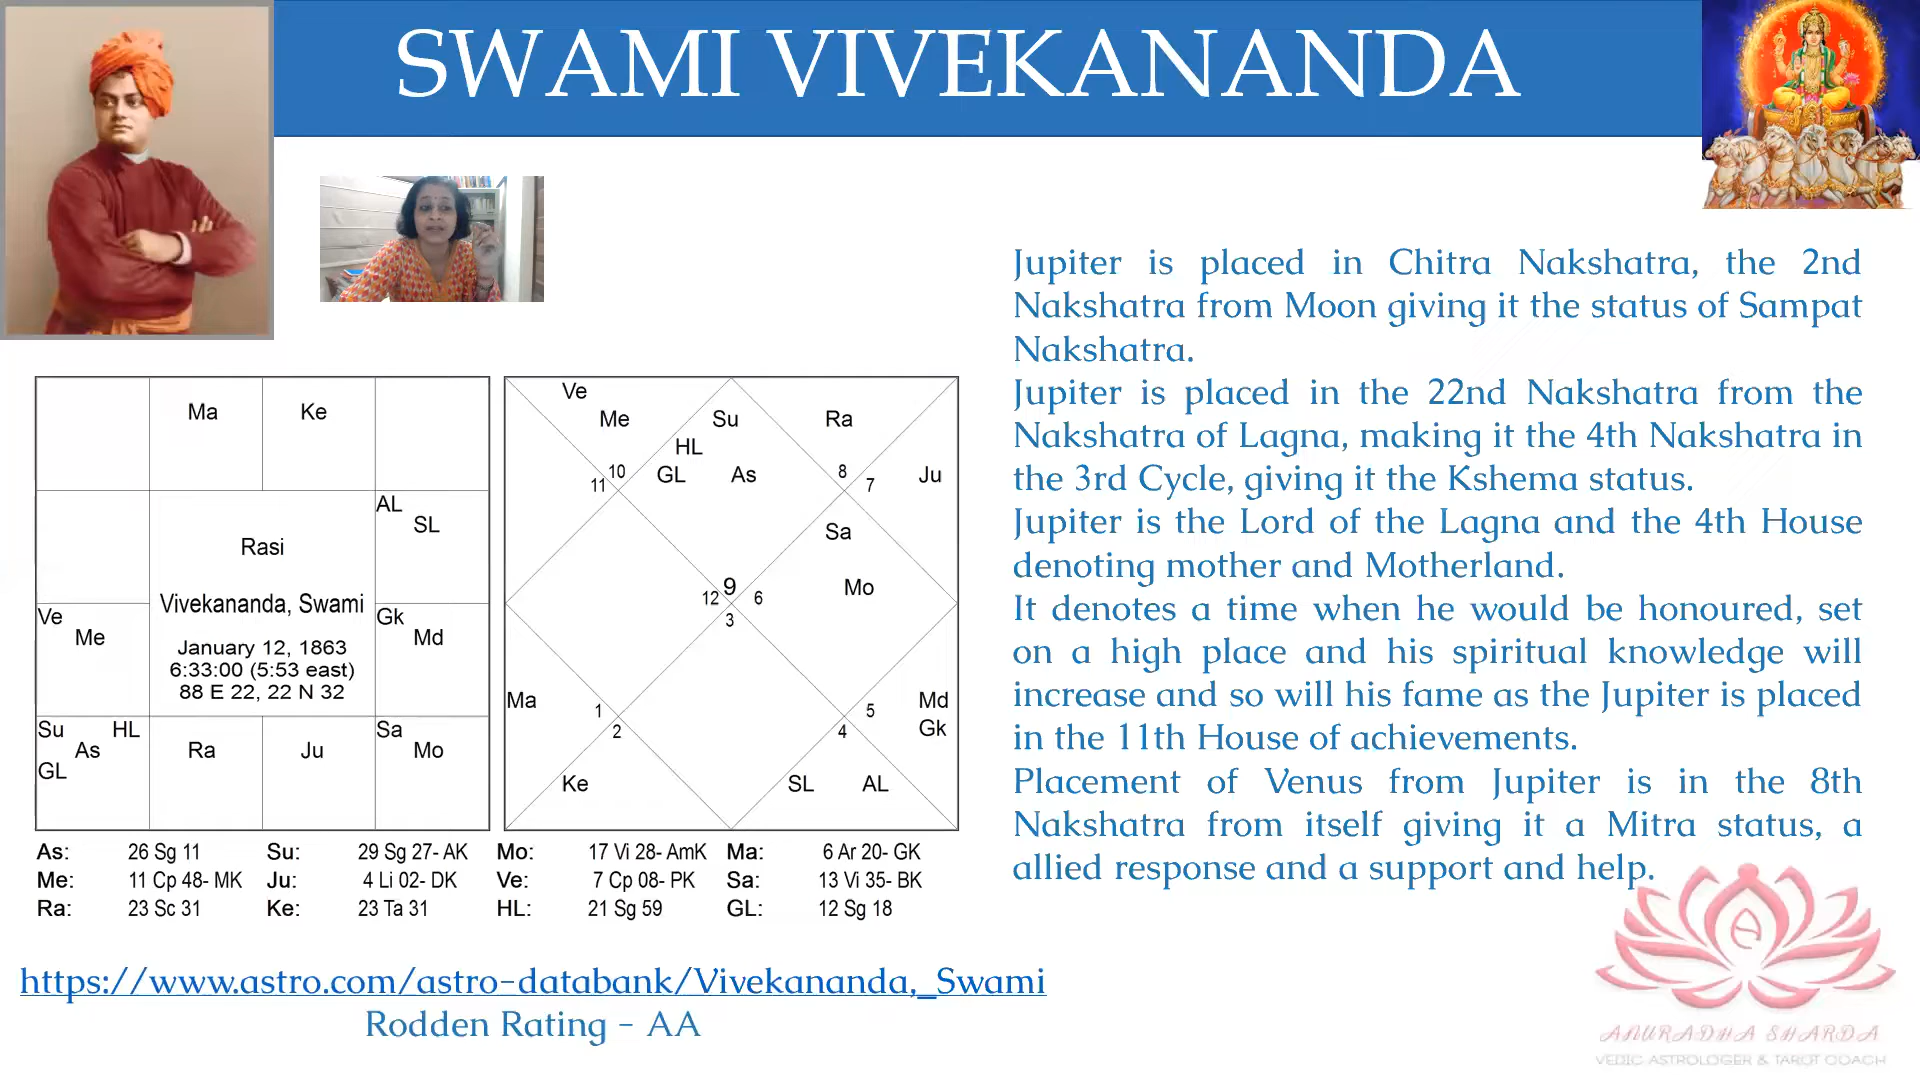 SWAMI VIVEKANANDA
Jupiter is placed in Chitra Nakshatra, the 2nd
Nakshatra from Moon giving it the status of Sampat
Nakshatra.
Jupiter is placed in the 22nd Nakshatra from the
Nakshatra of Lagna, making it the 4th Nakshatra in
the 3rd Cycle, giving it the Kshema status.
Jupiter is the Lord of the Lagna and the 4th House
denoting mother and Motherland.
It denotes a time when he would be honoured, set
on a high place and his spiritual knowledge will
increase and so will his fame as the Jupiter is placed
in the 11th House of achievements.
Placement of Venus from Jupiter is in the 8th
Nakshatra from itself giving it a Mitra status, a
allied response and a support and help.
Ma Ke
AL
SL
Rasi
Vivekananda, Swami
January 12, 1863
6:33:00 (5:53 east)
88 E 22, 22 N 32
Ve
Me
Gk
Md
Su HL
As
GL
Ra
Ju
Sa
Mo
Ve
Me Su Ra
HL
GL As Ju
10 8
11 7
Sa
Mo
9
12 6
3
Ma Md
1 5
2 4
Gk
Ke SL AL
As: 26 Sg 11 Su: 29 Sg 27- AK Mo: 17 Vi 28- AmK Ma: 6 Ar 20- GK
Me: 11 Cp 48- MK Ju: 4 Li 02- DK Ve: 7 Cp 08- PK Sa: 13 Vi 35- BK
Ra: 23 Sc 31 Ke: 23 Ta 31 HL: 21 Sg 59 GL: 12 Sg 18
https://www.astro.com/astro-databank/Vivekananda,_Swami
Rodden Rating - AA
ANURADHA SHARDA
VEDIC ASTROLOGER & TAROT COACH